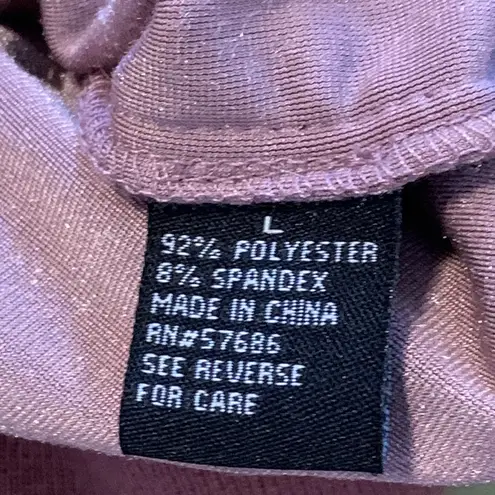 L
92% POLYESTER
8% SPANDEX
MADE IN CHINA
RN#57686
SEE REVERSE
FOR CARE